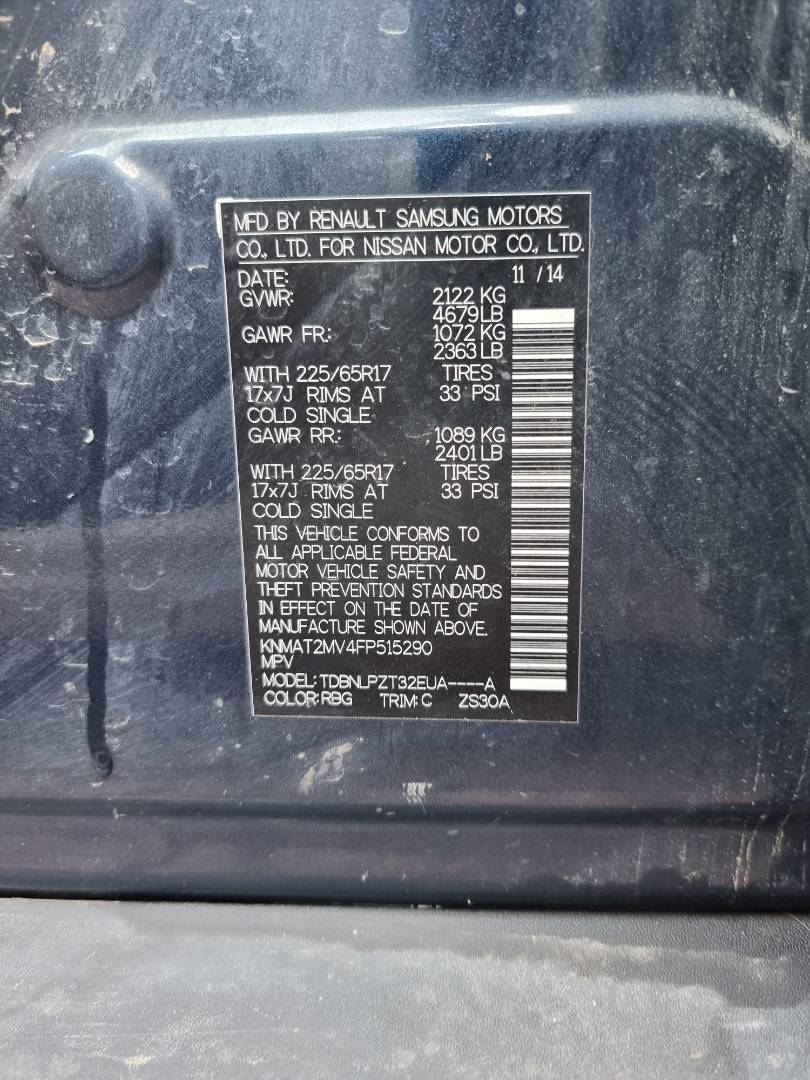 MFD BY RENAULT SAMSUNG MOTORS
CO., LTD. FOR NISSAN MOTOR CO., LTD.
DATE: 11 / 14
GVWR: 2122 KG
4679 LB
GAWR FR.: 1072 KG
2363 LB
WITH 225/65R17 TIRES
17x7J RIMS AT 33 PSI
COLD SINGLE
GAWR RR.: 1089 KG
2401 LB
WITH 225/65R17 TIRES
17x7J RIMS AT 33 PSI
COLD SINGLE
THIS VEHICLE CONFORMS TO
ALL APPLICABLE FEDERAL
MOTOR VEHICLE SAFETY AND
THEFT PREVENTION STANDARDS
IN EFFECT ON THE DATE OF
MANUFACTURE SHOWN ABOVE.
KNMAT2MV4FP515290
MPV
MODEL: TDBNLPZT32EUA----A
COLOR: RBG TRIM: C ZS30A